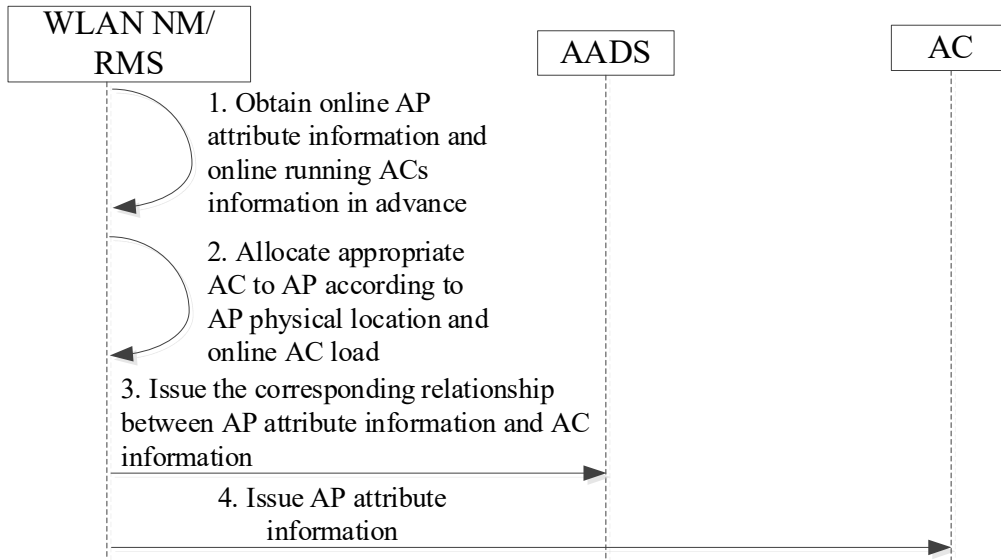 WLAN NM/
RMS
AADS
AC
1. Obtain online AP
attribute information and
online running ACs
information in advance
2. Allocate appropriate
AC to AP according to
AP physical location and
online AC load
3. Issue the corresponding relationship
between AP attribute information and AC
information
4. Issue AP attribute
information